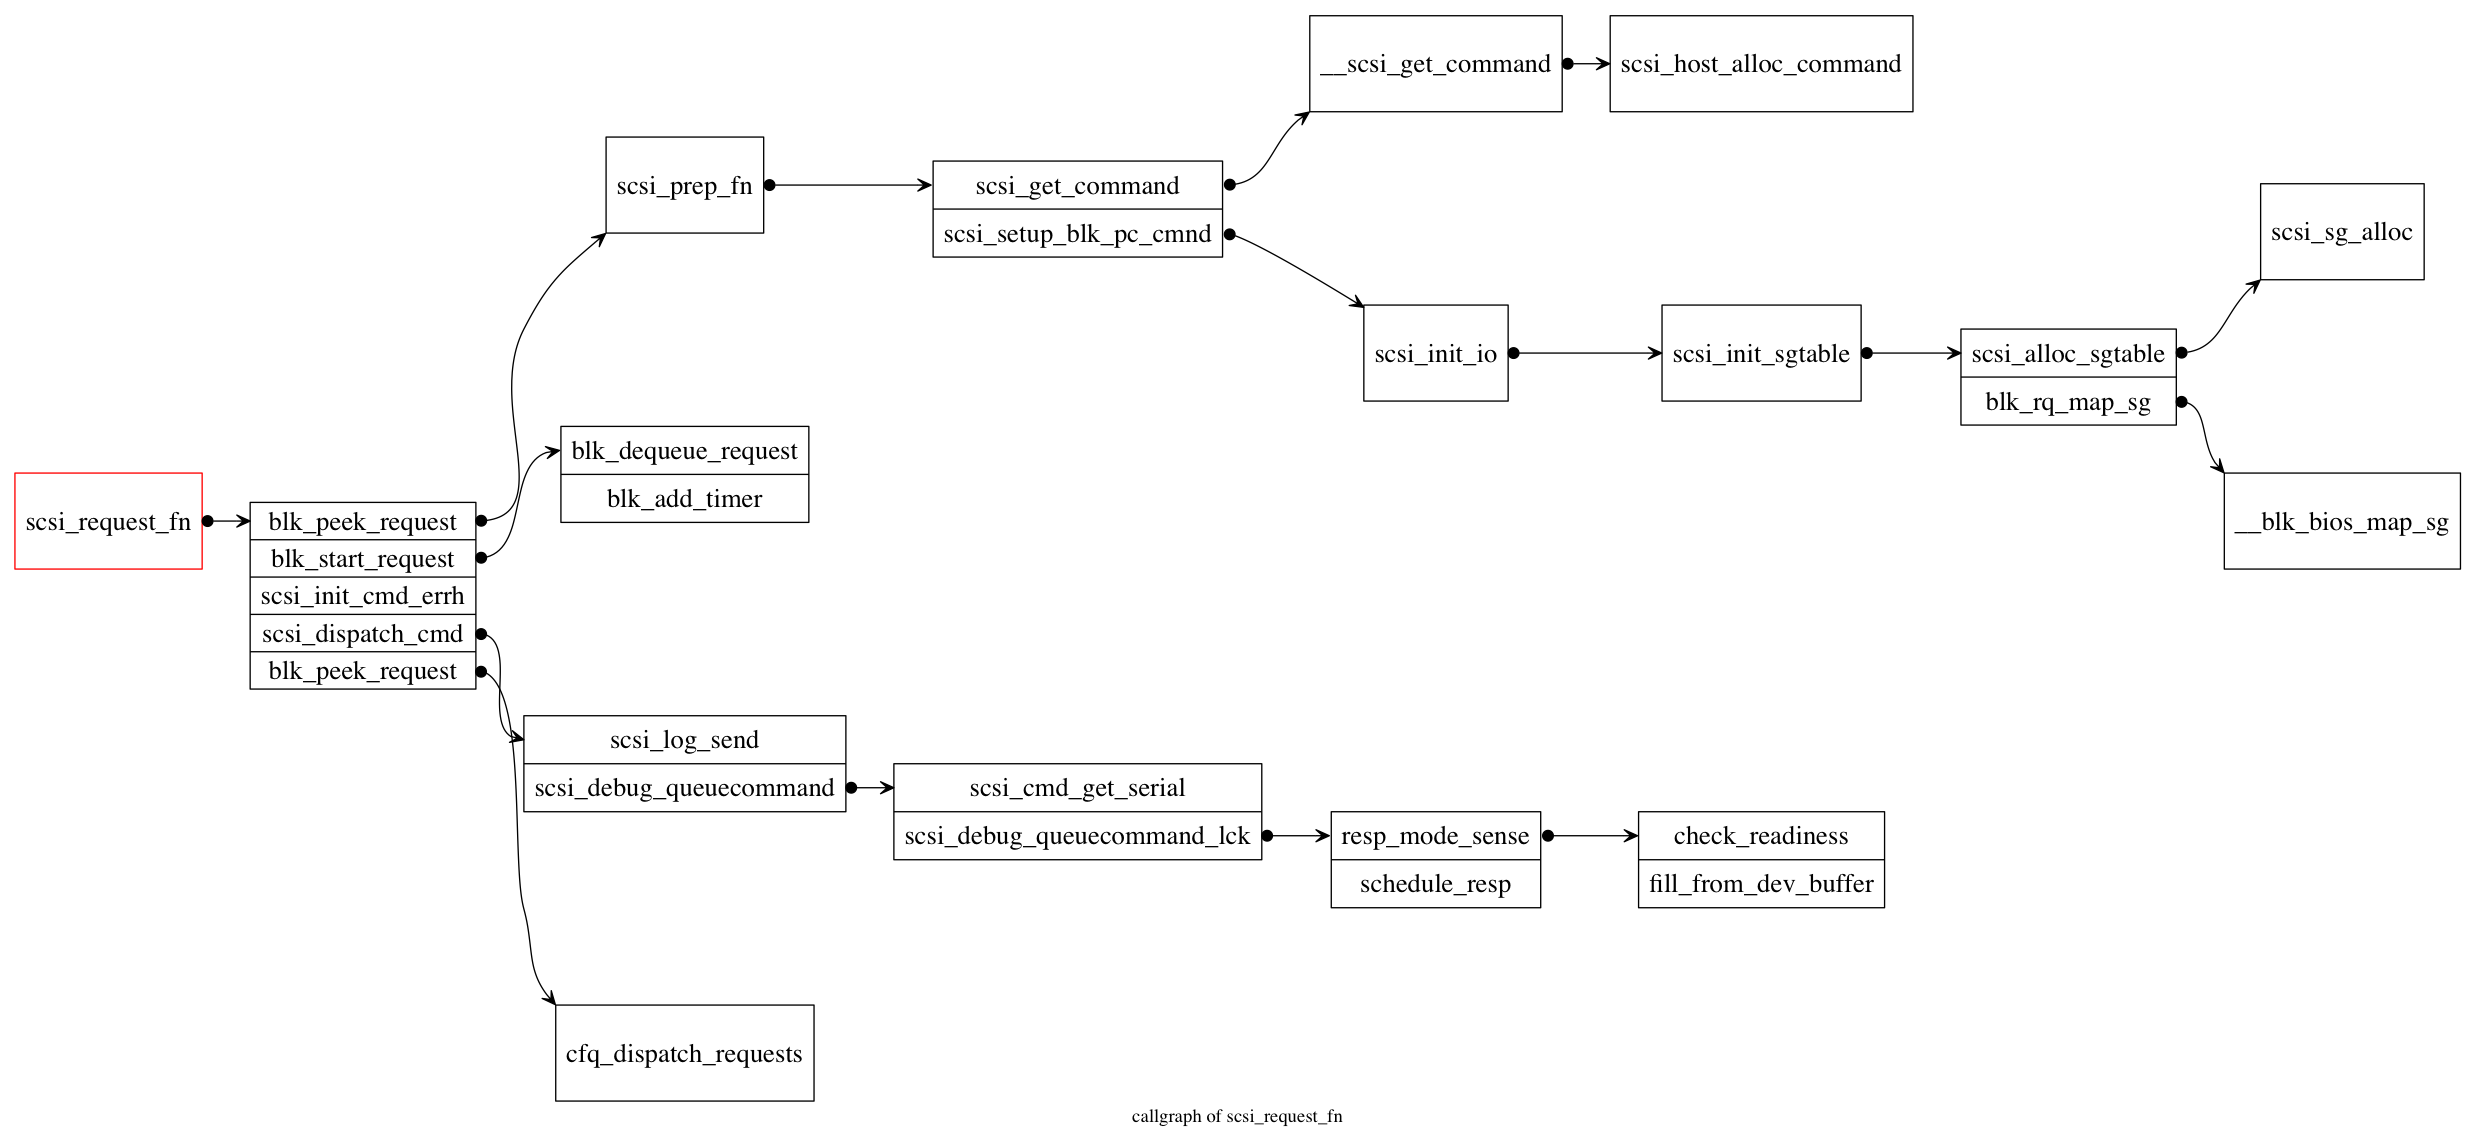 scsi_request_fn
blk_peek_request
blk_start_request
scsi_init_cmd_errh
scsi_dispatch_cmd
blk_peek_request
scsi_prep_fn
scsi_get_command
scsi_setup_blk_pc_cmnd
__scsi_get_command
scsi_host_alloc_command
scsi_init_io
scsi_init_sgtable
scsi_alloc_sgtable
blk_rq_map_sg
scsi_sg_alloc
__blk_bios_map_sg
blk_dequeue_request
blk_add_timer
scsi_log_send
scsi_debug_queuecommand
scsi_cmd_get_serial
scsi_debug_queuecommand_lck
resp_mode_sense
schedule_resp
check_readiness
fill_from_dev_buffer
cfq_dispatch_requests
callgraph of scsi_request_fn